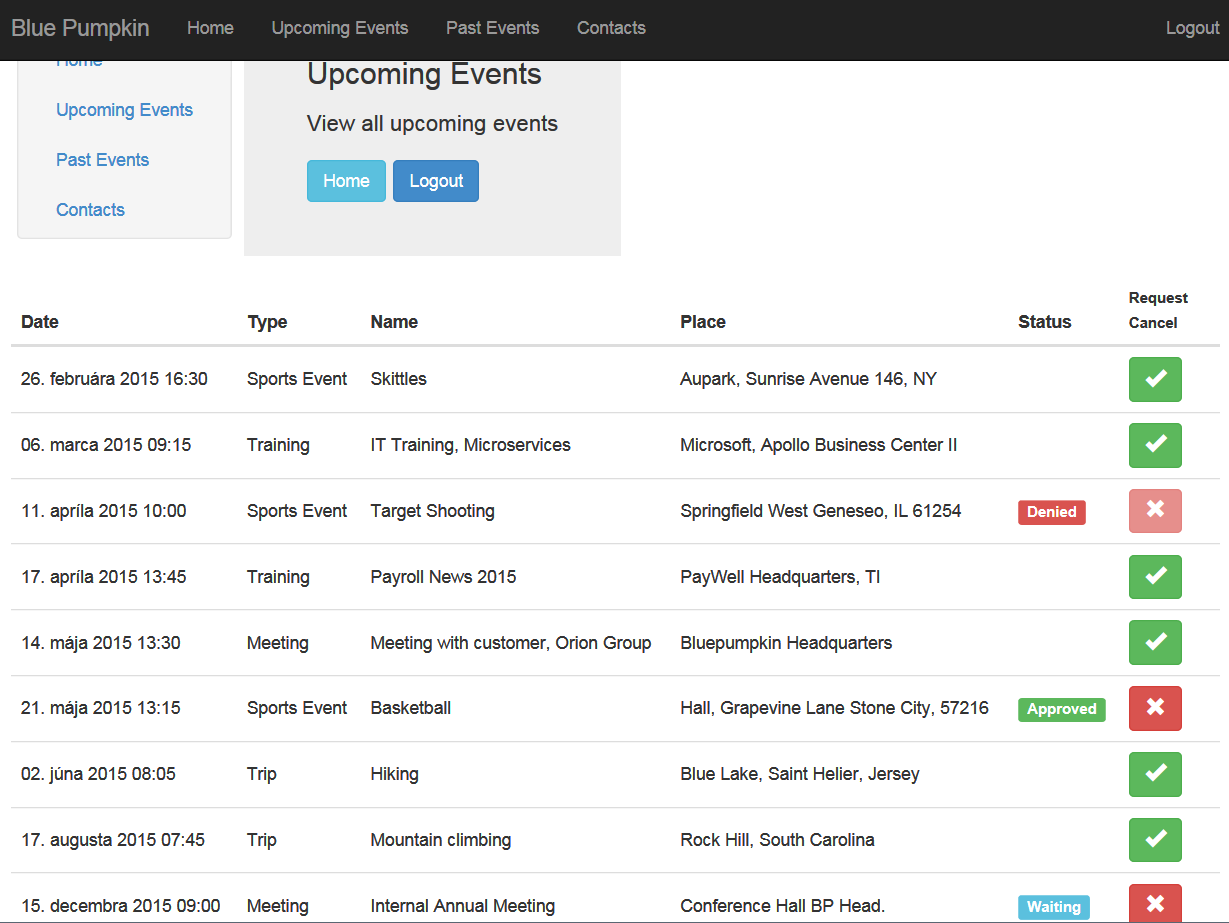 Blue Pumpkin Home Upcoming Events Past Events Contacts Logout
Home
Upcoming Events
Past Events
Contacts
Upcoming Events
View all upcoming events
Home Logout
Date Type Name Place Status Request Cancel
26. februára 2015 16:30 Sports Event Skittles Aupark, Sunrise Avenue 146, NY
06. marca 2015 09:15 Training IT Training, Microservices Microsoft, Apollo Business Center II
11. apríla 2015 10:00 Sports Event Target Shooting Springfield West Geneseo, IL 61254 Denied
17. apríla 2015 13:45 Training Payroll News 2015 PayWell Headquarters, TI
14. mája 2015 13:30 Meeting Meeting with customer, Orion Group Bluepumpkin Headquarters
21. mája 2015 13:15 Sports Event Basketball Hall, Grapevine Lane Stone City, 57216 Approved
02. júna 2015 08:05 Trip Hiking Blue Lake, Saint Helier, Jersey
17. augusta 2015 07:45 Trip Mountain climbing Rock Hill, South Carolina
15. decembra 2015 09:00 Meeting Internal Annual Meeting Conference Hall BP Head. Waiting